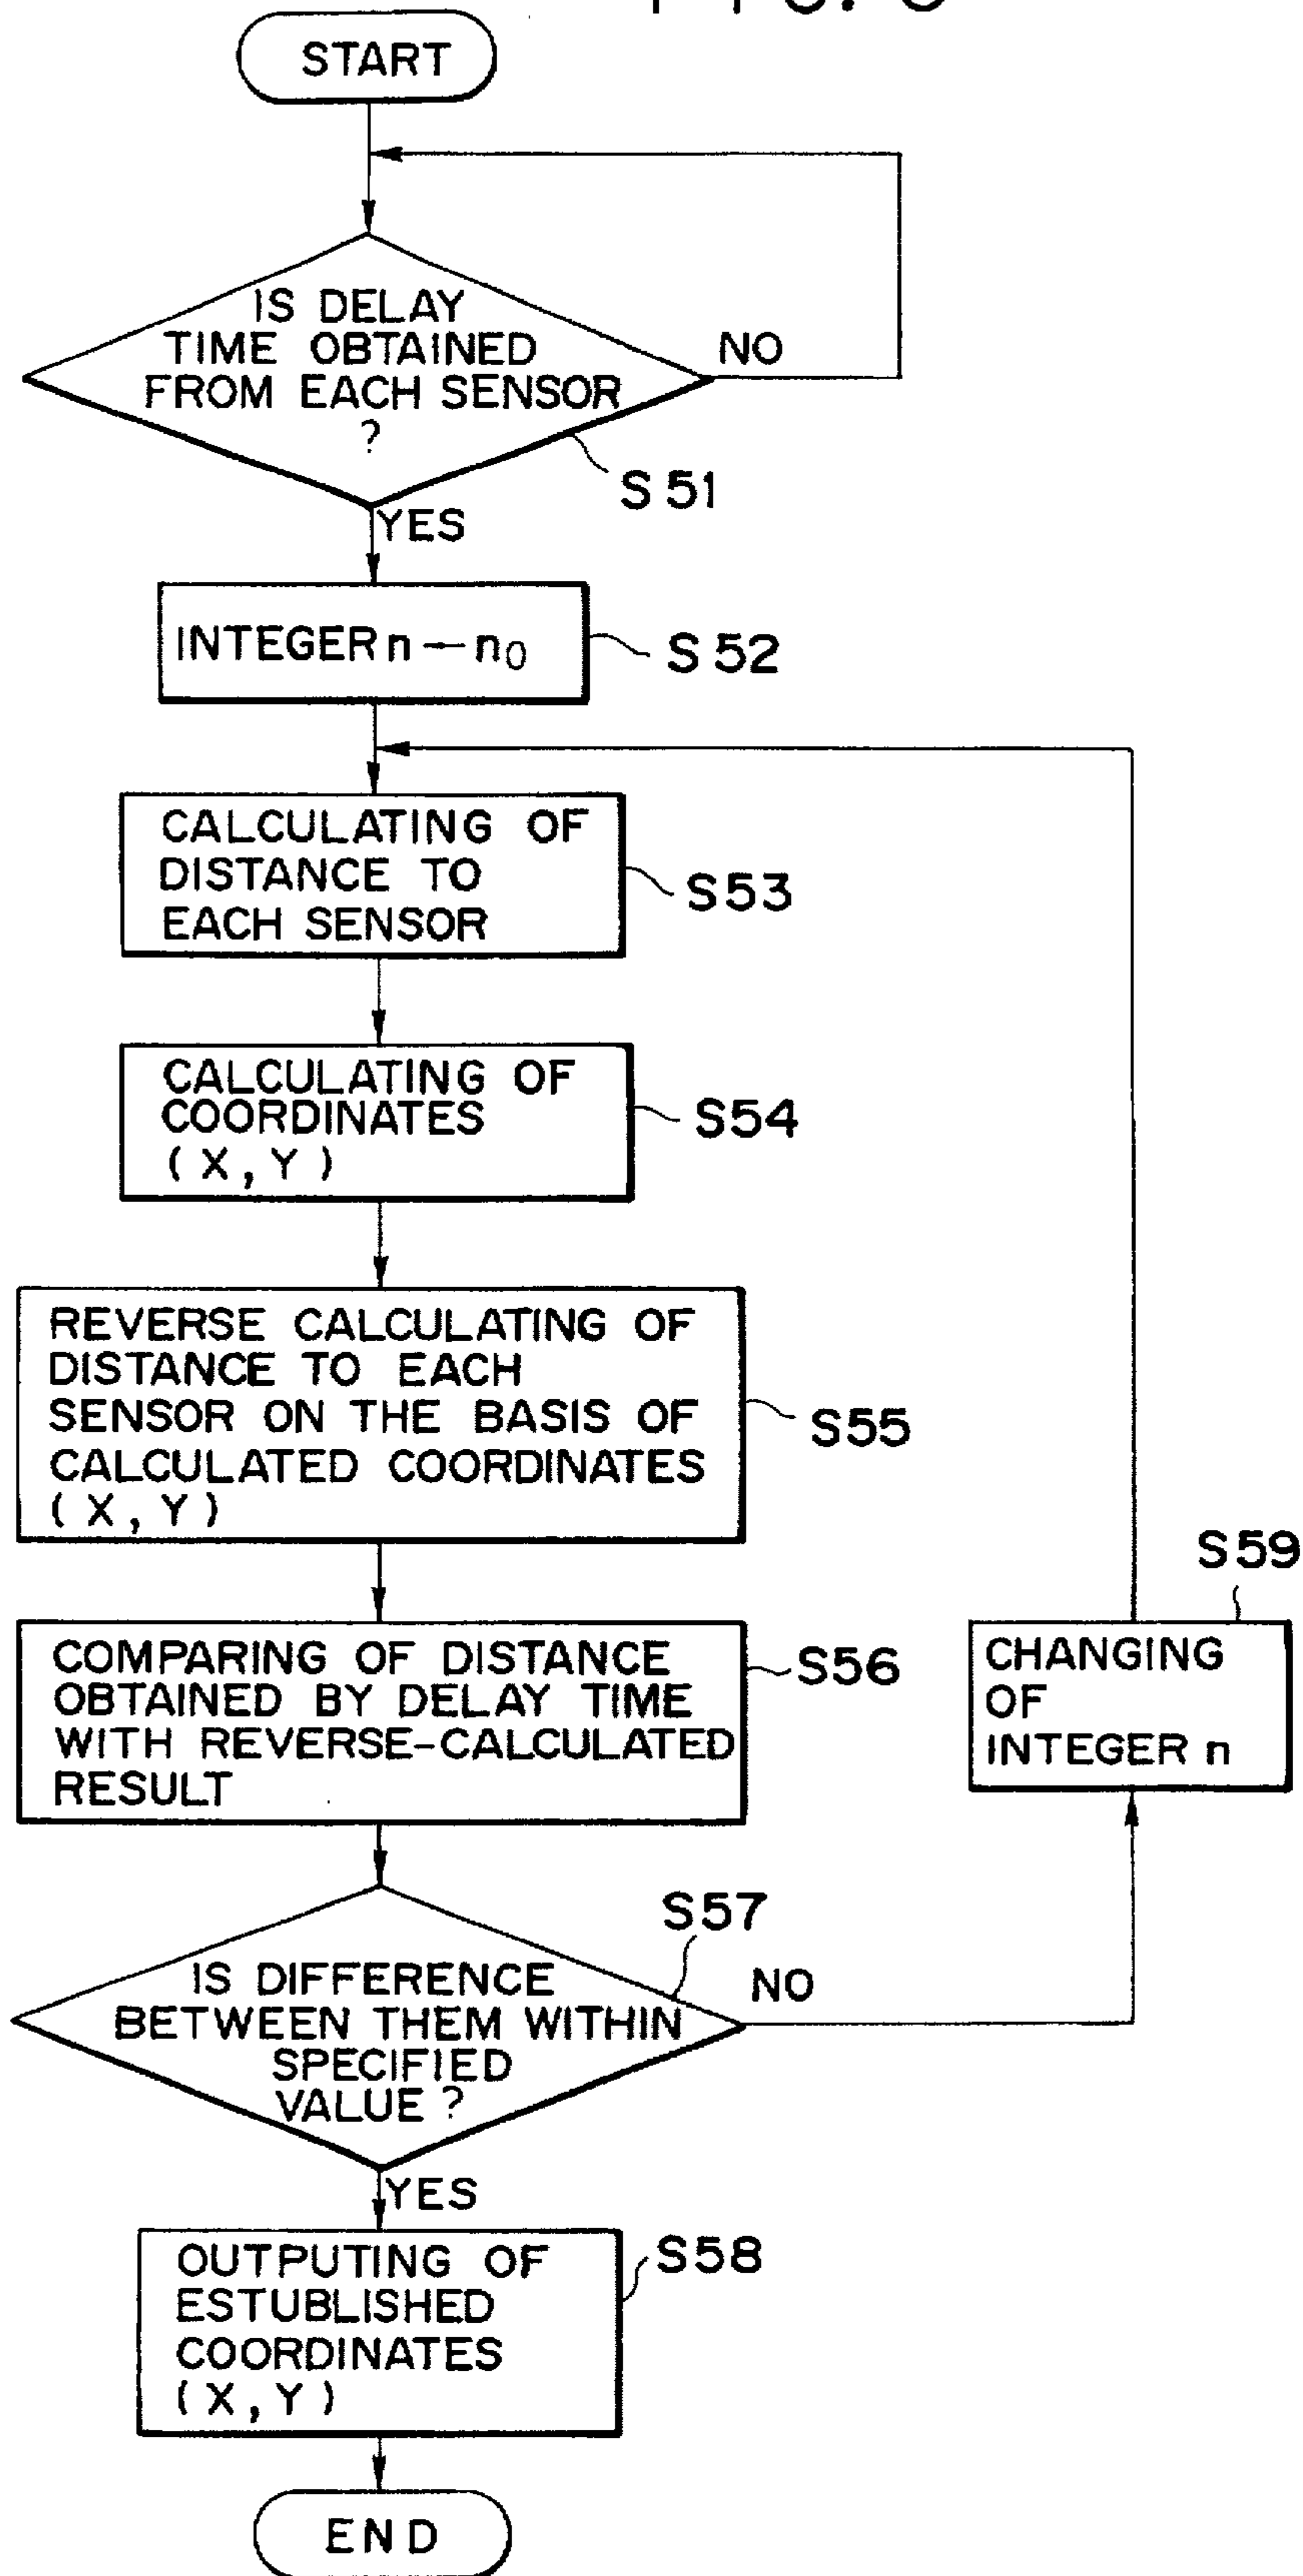 START
IS DELAY
TIME OBTAINED
FROM EACH SENSOR
?
NO
S51
YES
INTEGER n ← n0
S52
CALCULATING OF
DISTANCE TO
EACH SENSOR
S53
CALCULATING OF
COORDINATES
(X, Y)
S54
REVERSE CALCULATING OF
DISTANCE TO EACH
SENSOR ON THE BASIS OF
CALCULATED COORDINATES
(X, Y)
S55
COMPARING OF DISTANCE
OBTAINED BY DELAY TIME
WITH REVERSE-CALCULATED
RESULT
S56
S59
CHANGING
OF
INTEGER n
S57
IS DIFFERENCE
BETWEEN THEM WITHIN
SPECIFIED
VALUE ?
NO
YES
OUTPUTING OF
ESTUBLISHED
COORDINATES
(X, Y)
S58
END